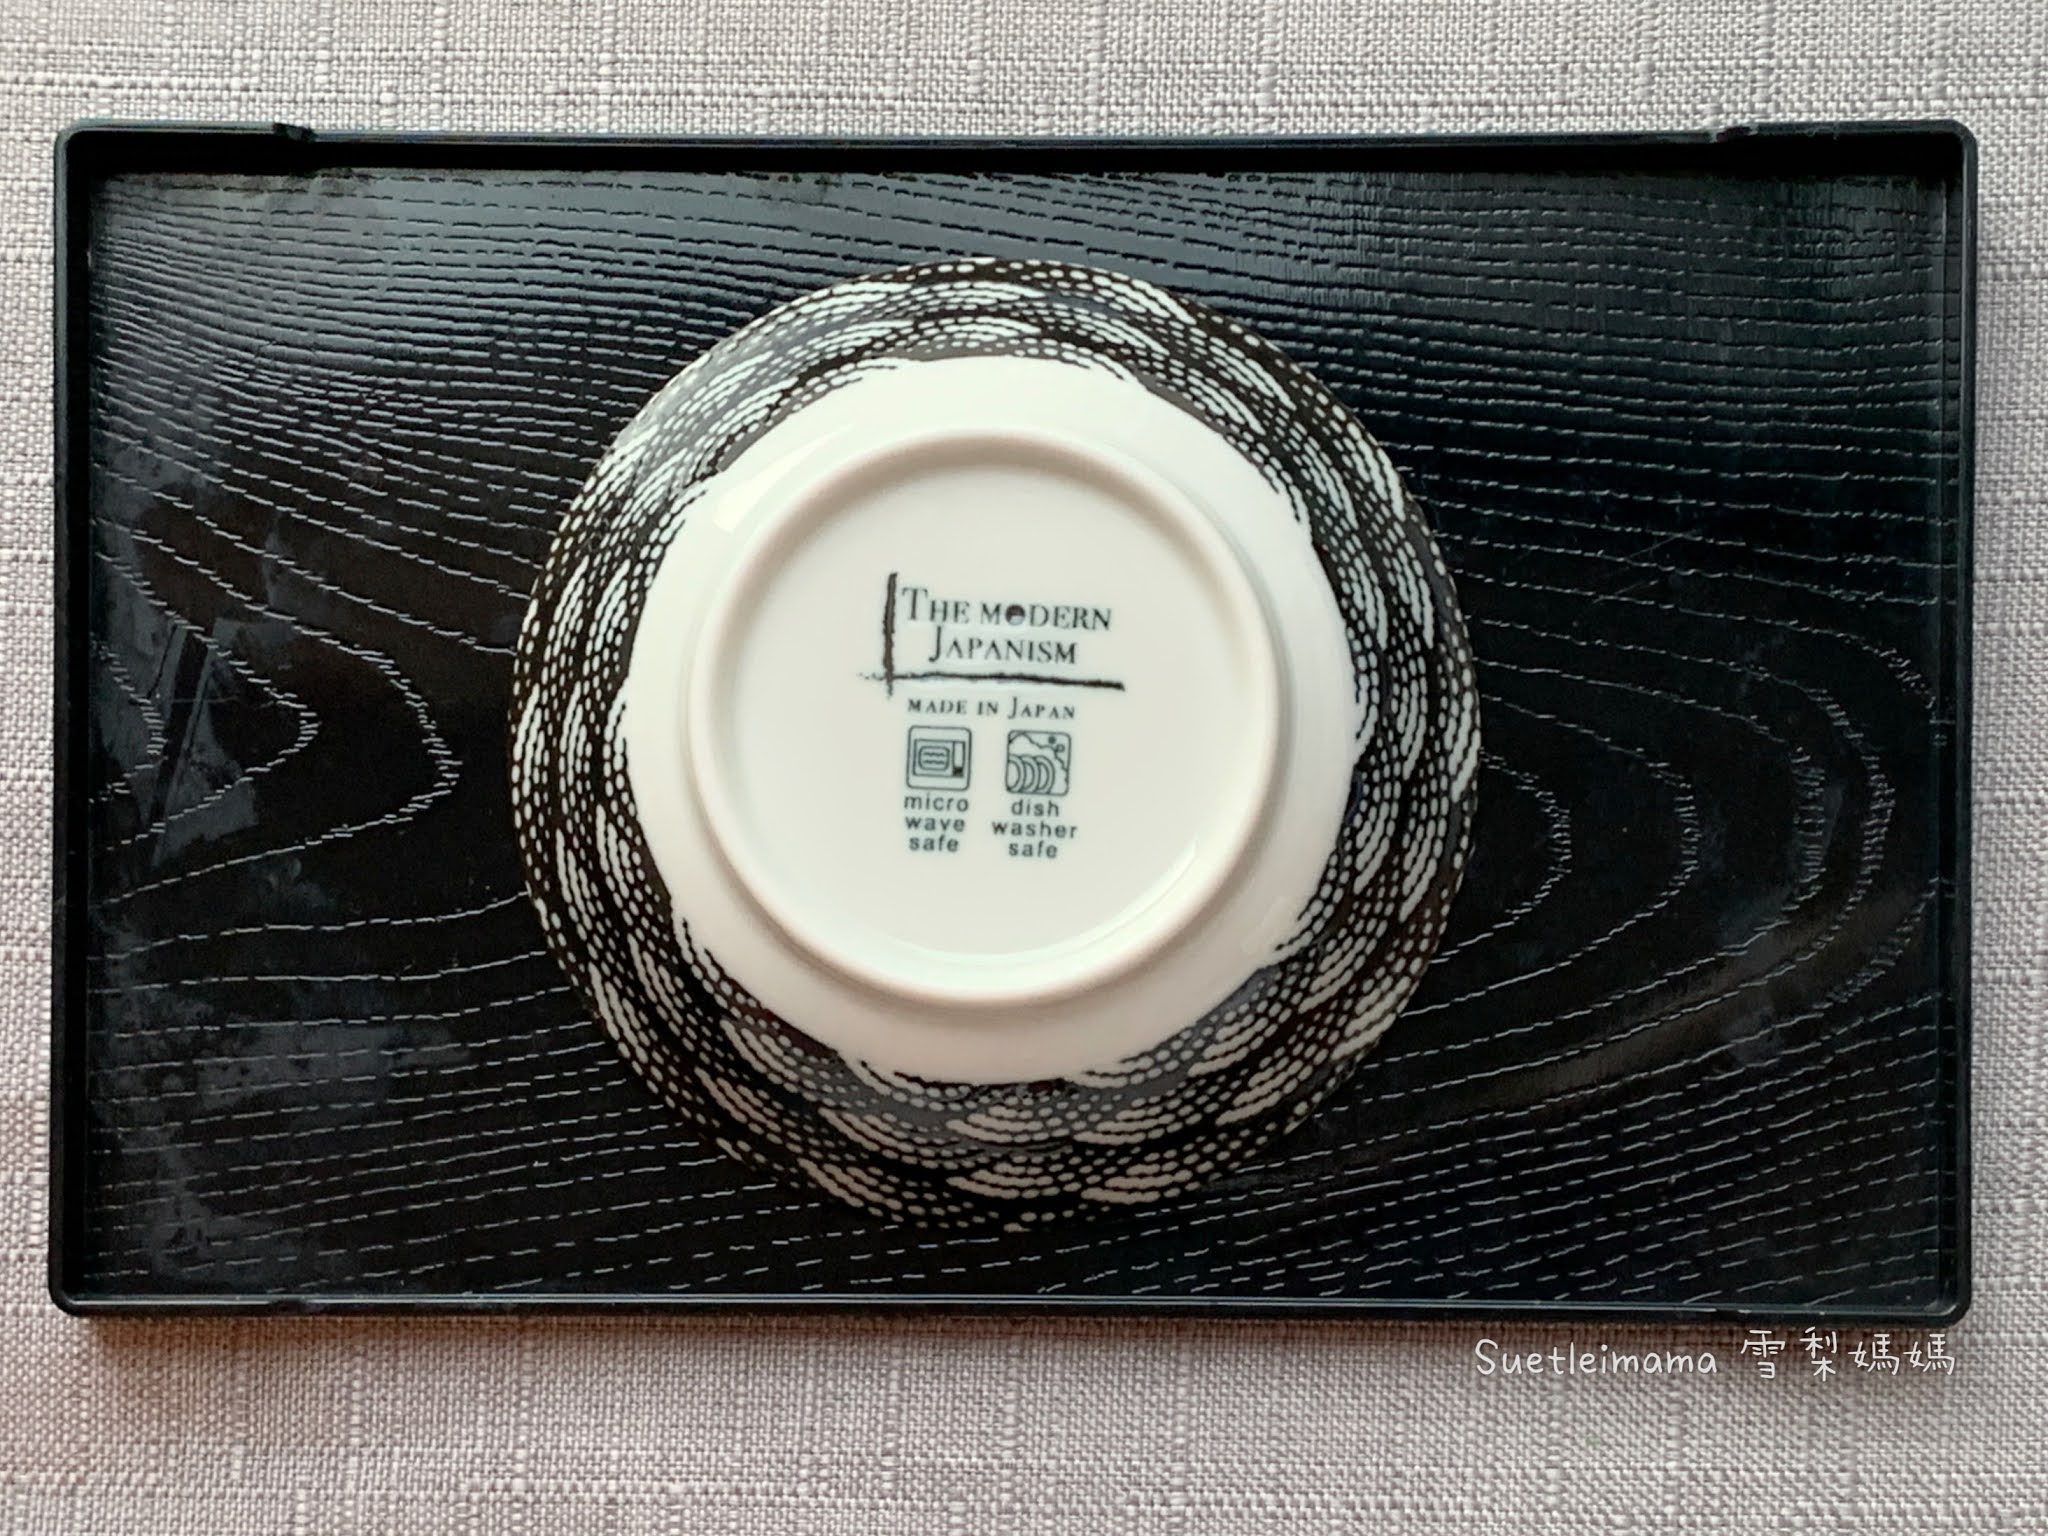 THE MODERN
JAPANISM
MADE IN JAPAN
micro
wave
safe
dish
washer
safe
Suetleimama 雪梨媽媽